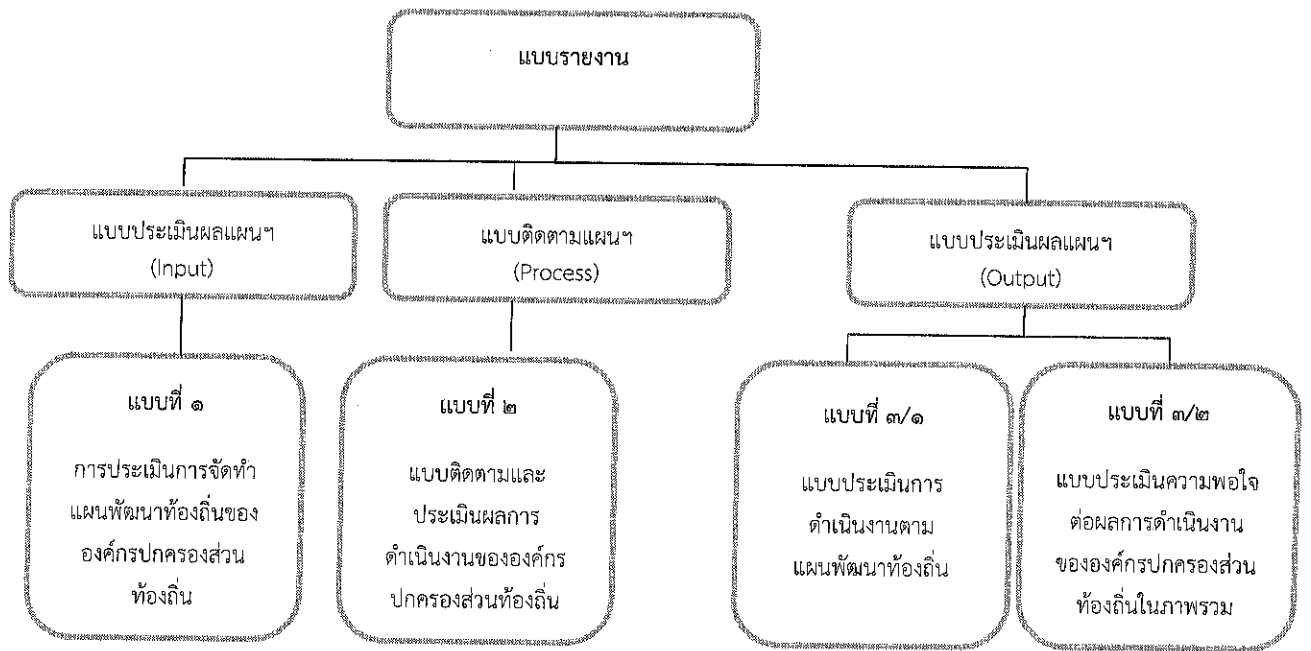 แบบรายงาน
แบบประเมินผลแผนฯ
(Input)
แบบติดตามแผนฯ
(Process)
แบบประเมินผลแผนฯ
(Output)
แบบที่ ๑
การประเมินการจัดทำ
แผนพัฒนาท้องถิ่นของ
องค์กรปกครองส่วน
ท้องถิ่น
แบบที่ ๒
แบบติดตามและ
ประเมินผลการ
ดำเนินงานขององค์กร
ปกครองส่วนท้องถิ่น
แบบที่ ๓/๑
แบบประเมินการ
ดำเนินงานตาม
แผนพัฒนาท้องถิ่น
แบบที่ ๓/๒
แบบประเมินความพอใจ
ต่อผลการดำเนินงาน
ขององค์กรปกครองส่วน
ท้องถิ่นในภาพรวม